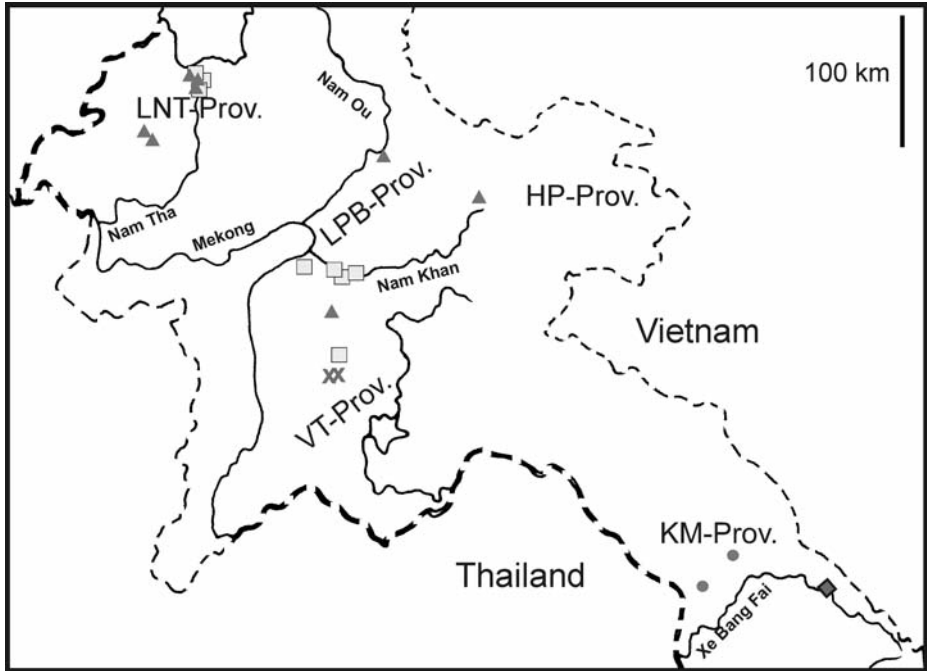 100 km
Nam Ou
LNT-Prov.
LPB-Prov.
HP-Prov.
Nam Tha
Mekong
Nam Khan
Vietnam
XX
VT-Prov.
KM-Prov.
Thailand
Xe Bang Fai